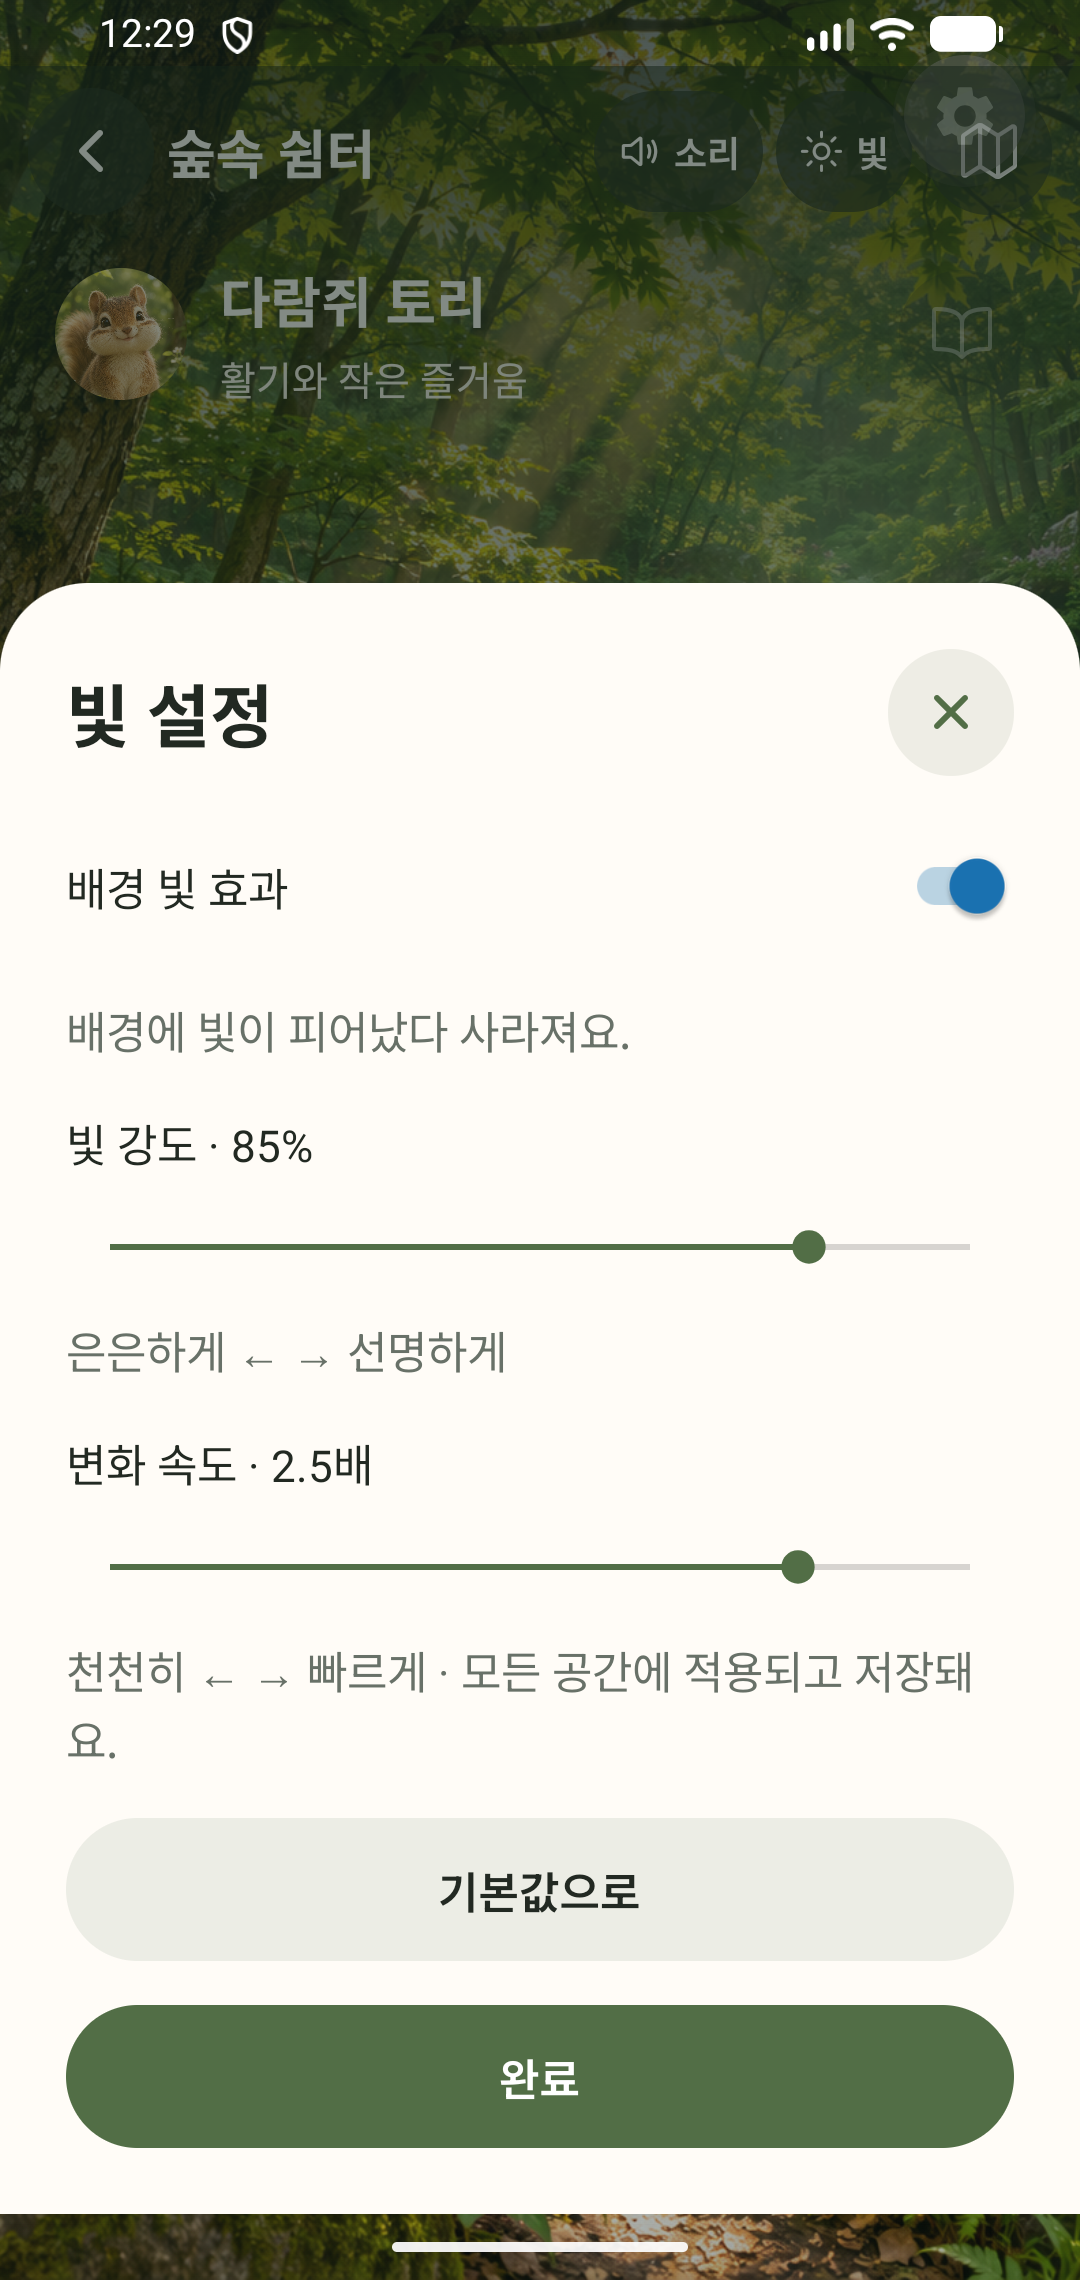 12:29
숲속 쉼터
소리
빛
다람쥐 토리
활기와 작은 즐거움
빛 설정
배경 빛 효과
배경에 빛이 피어났다 사라져요.
빛 강도 · 85%
은은하게 ← → 선명하게
변화 속도 · 2.5배
천천히 ← → 빠르게 · 모든 공간에 적용되고 저장돼
요.
기본값으로
완료